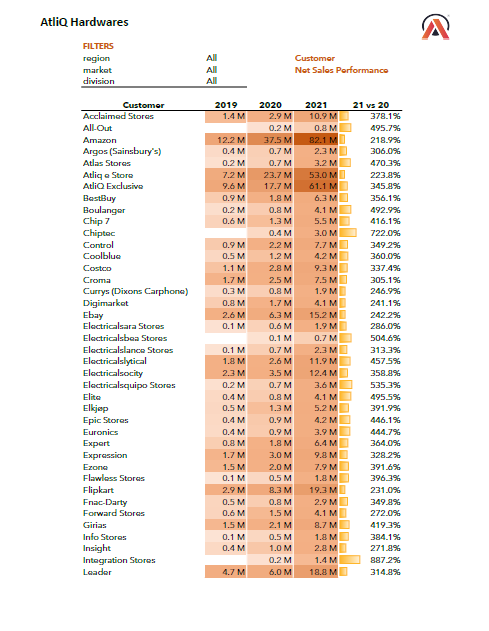 AtliQ Hardwares
FILTERS
region All Customer
market All Net Sales Performance
division All
Customer 2019 2020 2021 21 vs 20
Acclaimed Stores 1.4 M 2.9 M 10.9 M 378.1%
All-Out 0.2 M 0.8 M 495.7%
Amazon 12.2 M 37.5 M 82.1 M 218.9%
Argos (Sainsbury's) 0.4 M 0.7 M 2.3 M 306.0%
Atlas Stores 0.2 M 0.7 M 3.2 M 470.3%
Atliq e Store 7.2 M 23.7 M 53.0 M 223.8%
AtliQ Exclusive 9.6 M 17.7 M 61.1 M 345.8%
BestBuy 0.9 M 1.8 M 6.3 M 356.1%
Boulanger 0.2 M 0.8 M 4.1 M 492.9%
Chip 7 0.6 M 1.3 M 5.5 M 416.1%
Chiptec 0.4 M 3.0 M 722.0%
Control 0.9 M 2.2 M 7.7 M 349.2%
Coolblue 0.5 M 1.2 M 4.2 M 360.0%
Costco 1.1 M 2.8 M 9.3 M 337.4%
Croma 1.7 M 2.5 M 7.5 M 305.1%
Currys (Dixons Carphone) 0.3 M 0.8 M 1.9 M 246.9%
Digimarket 0.8 M 1.7 M 4.1 M 241.1%
Ebay 2.6 M 6.3 M 15.2 M 242.2%
Electricalsara Stores 0.1 M 0.6 M 1.9 M 286.0%
Electricalsbea Stores 0.1 M 0.7 M 504.6%
Electricalslance Stores 0.1 M 0.7 M 2.3 M 313.3%
Electricalslytical 1.8 M 2.6 M 11.9 M 457.5%
Electricalsocity 2.3 M 3.5 M 12.4 M 358.8%
Electricalsquipo Stores 0.2 M 0.7 M 3.6 M 535.3%
Elite 0.4 M 0.8 M 4.1 M 495.5%
Elkjøp 0.5 M 1.3 M 5.2 M 391.9%
Epic Stores 0.4 M 0.9 M 4.2 M 446.1%
Euronics 0.4 M 0.9 M 3.9 M 444.7%
Expert 0.8 M 1.8 M 6.4 M 364.0%
Expression 1.7 M 3.0 M 9.8 M 328.2%
Ezone 1.5 M 2.0 M 7.9 M 391.6%
Flawless Stores 0.1 M 0.5 M 1.8 M 396.3%
Flipkart 2.9 M 8.3 M 19.3 M 231.0%
Fnac-Darty 0.5 M 0.8 M 2.9 M 349.8%
Forward Stores 0.6 M 1.5 M 4.1 M 272.0%
Girias 1.5 M 2.1 M 8.7 M 419.3%
Info Stores 0.1 M 0.5 M 1.8 M 384.1%
Insight 0.4 M 1.0 M 2.8 M 271.8%
Integration Stores 0.2 M 1.4 M 887.2%
Leader 4.7 M 6.0 M 18.8 M 314.8%